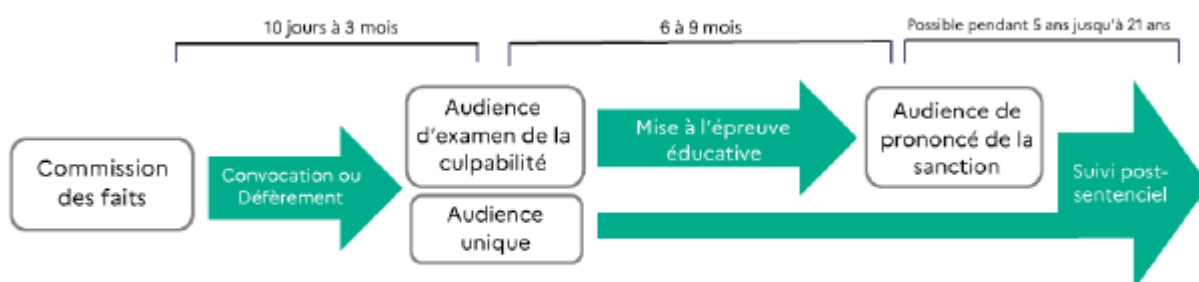 10 jours à 3 mois
6 à 9 mois
Possible pendant 5 ans jusqu'à 21 ans
Commission
des faits
Convocation ou
Défèrement
Audience
d'examen de la
culpabilité
Audience
unique
Mise à l'épreuve
éducative
Audience de
prononcé de la
sanction
Suivi post-
sentenciel